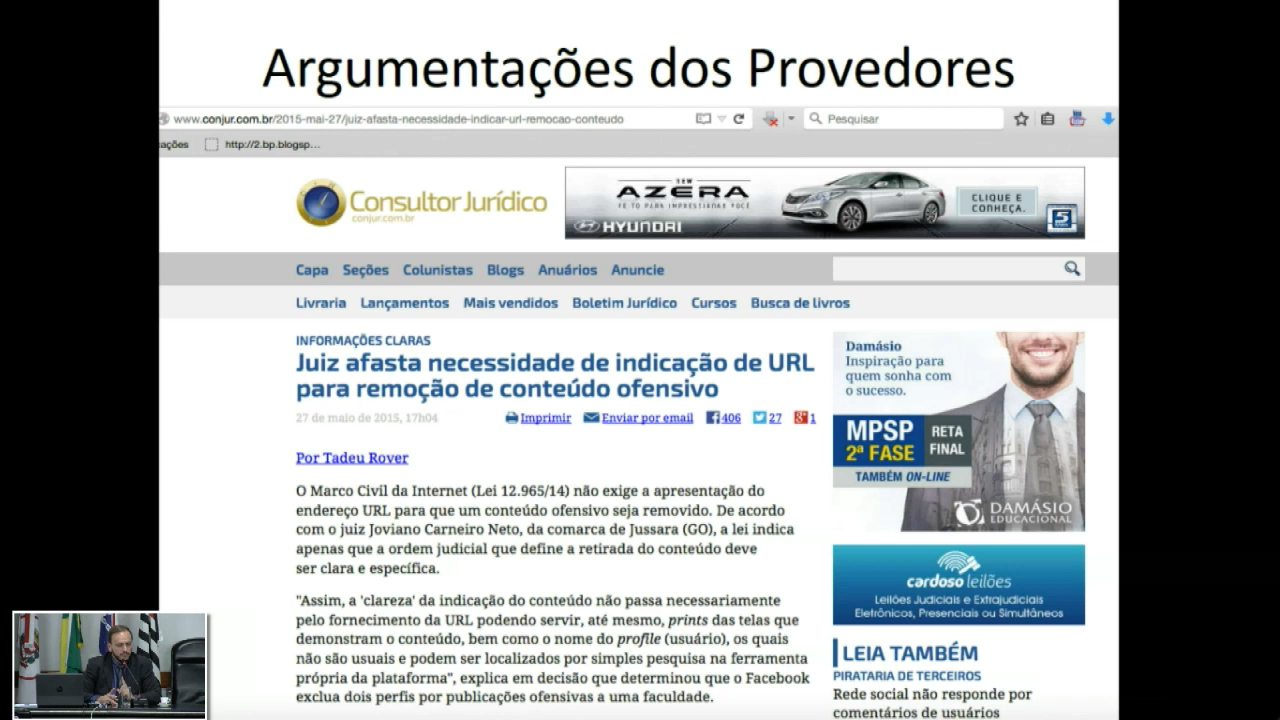 Argumentações dos Provedores
www.conjur.com.br/2015-mai-27/juiz-afasta-necessidade-indicar-url-remocao-conteudo
Pesquisar
ações
http://2.bp.blogsp...
Consultor Jurídico
conjur.com.br
NEW
AZERA
FEITO PARA IMPRESSIONAR VOCÊ
HYUNDAI
CLIQUE E
CONHEÇA.
5
Capa Seções Colunistas Blogs Anuários Anuncie
Livraria Lançamentos Mais vendidos Boletim Jurídico Cursos Busca de livros
INFORMAÇÕES CLARAS
Juiz afasta necessidade de indicação de URL
para remoção de conteúdo ofensivo
27 de maio de 2015, 17h04
Imprimir Enviar por email 406 27 1
Por Tadeu Rover
O Marco Civil da Internet (Lei 12.965/14) não exige a apresentação do
endereço URL para que um conteúdo ofensivo seja removido. De acordo
com o juiz Joviano Carneiro Neto, da comarca de Jussara (GO), a lei indica
apenas que a ordem judicial que define a retirada do conteúdo deve
ser clara e específica.
"Assim, a 'clareza' da indicação do conteúdo não passa necessariamente
pelo fornecimento da URL podendo servir, até mesmo, prints das telas que
demonstram o conteúdo, bem como o nome do profile (usuário), os quais
não são usuais e podem ser localizados por simples pesquisa na ferramenta
própria da plataforma", explica em decisão que determinou que o Facebook
exclua dois perfis por publicações ofensivas a uma faculdade.
Damásio
Inspiração para
quem sonha com
o sucesso.
MPSP
2ª FASE
RETA
FINAL
TAMBÉM ON-LINE
DAMÁSIO
EDUCACIONAL
cardoso leilões
Leilões Judiciais e Extrajudiciais
Eletrônicos, Presenciais ou Simultâneos
LEIA TAMBÉM
PIRATARIA DE TERCEIROS
Rede social não responde por
comentários de usuários